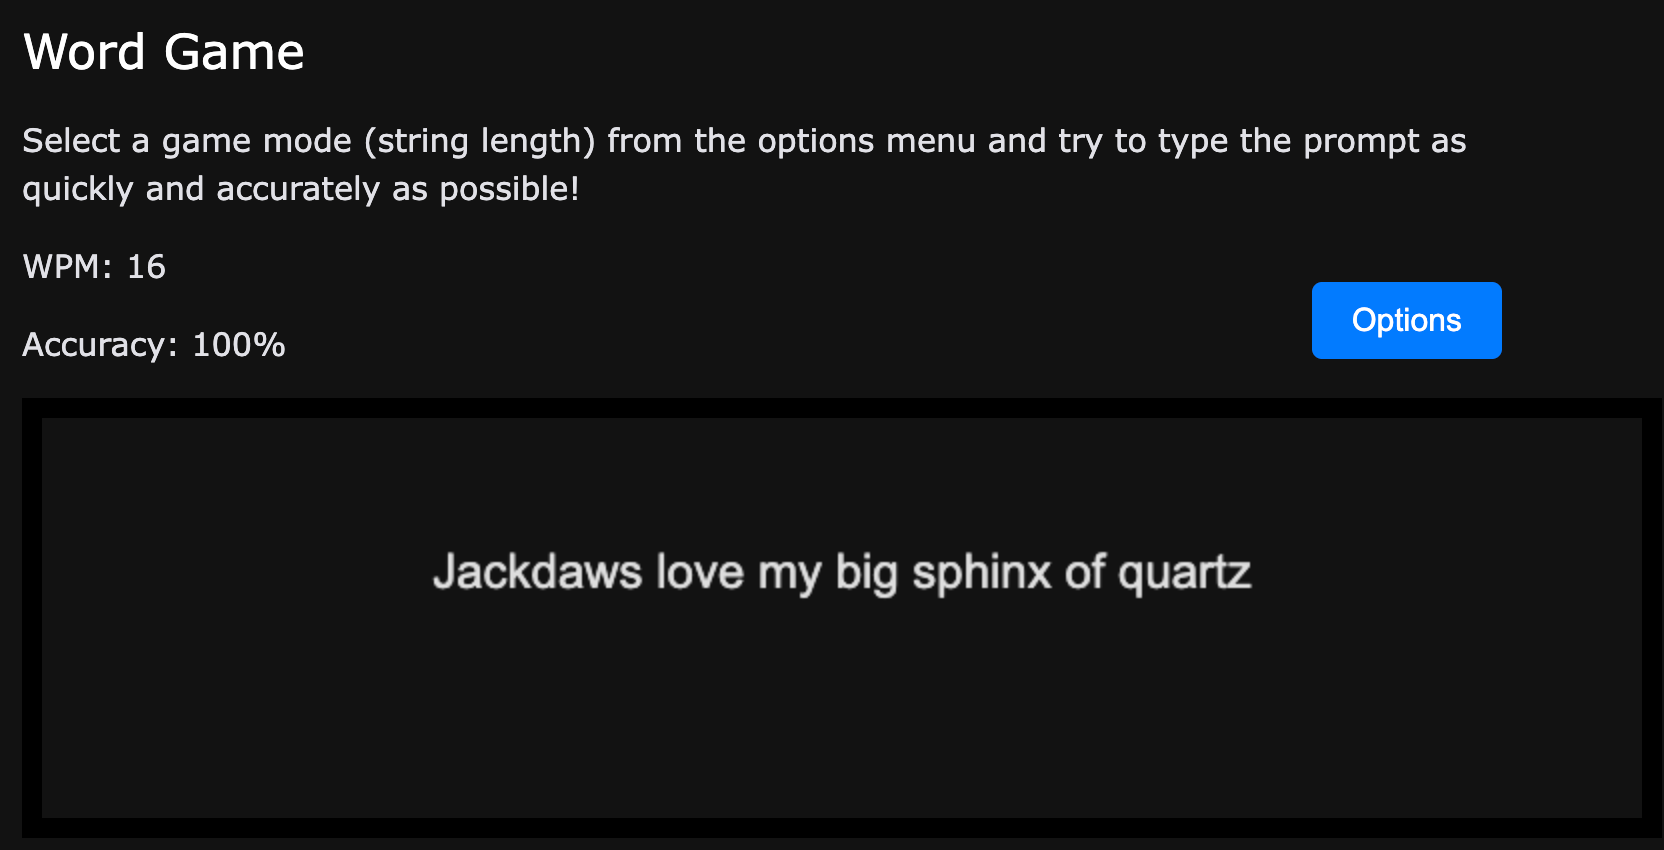 Word Game
Select a game mode (string length) from the options menu and try to type the prompt as
quickly and accurately as possible!
WPM: 16
Options
Accuracy: 100%
Jackdaws love my big sphinx of quartz